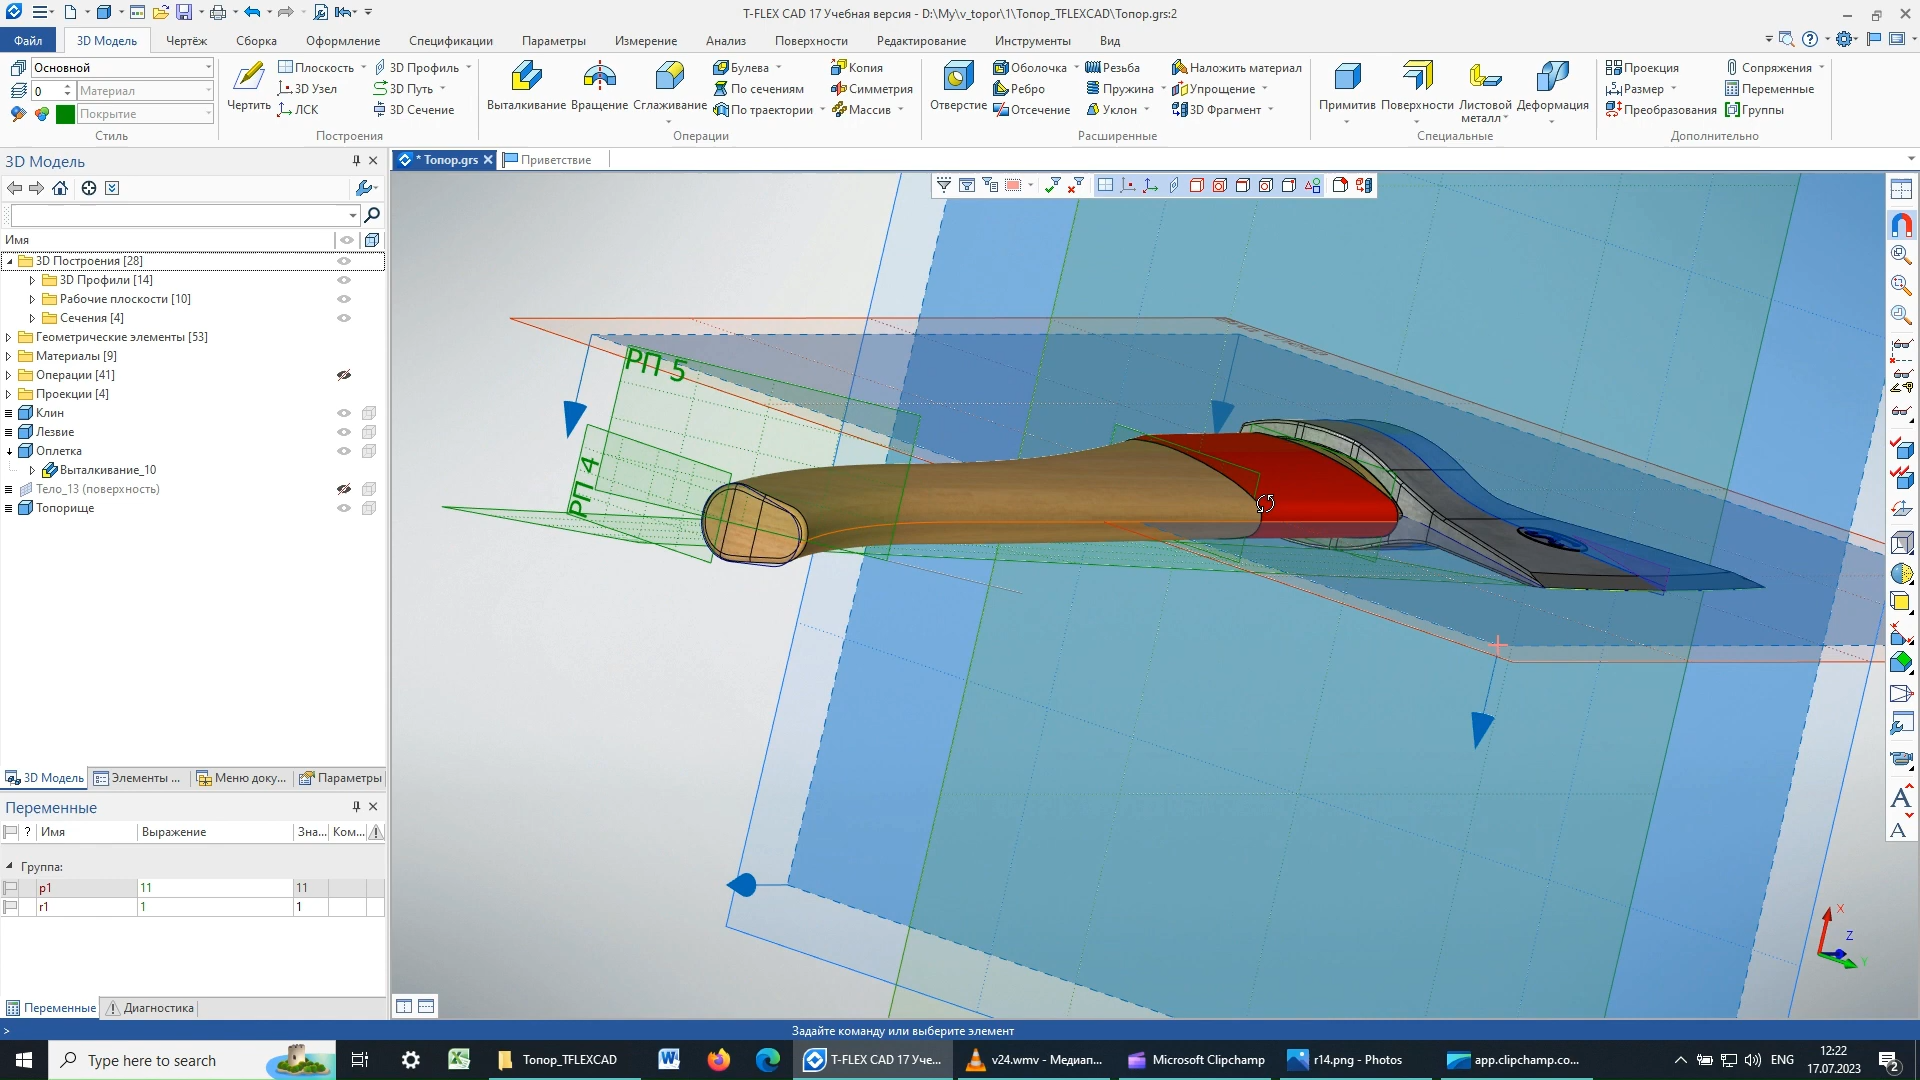 T-FLEX CAD 17 Учебная версия - D:\My\v_topor\1\Топор_TFLEXCAD\Топор.grs:2
Файл 3D Модель Чертёж Сборка Оформление Спецификации Параметры Измерение Анализ Поверхности Редактирование Инструменты Вид
Основной
0 Материал
Покрытие
Стиль
Чертить
Плоскость
3D Узел
ЛСК
3D Профиль
3D Путь
3D Сечение
Построения
Выталкивание Вращение Сглаживание
Булева
По сечениям
По траектории
Копия
Симметрия
Массив
Операции
Отверстие
Оболочка
Ребро
Отсечение
Резьба
Пружина
Уклон
Наложить материал
Упрощение
3D Фрагмент
Расширенные
Примитив Поверхности Листовой металл Деформация
Специальные
Проекция
Размер
Преобразования
Сопряжения
Переменные
Группы
Дополнительно
3D Модель
* Топор.grs
Приветствие
Имя
3D Построения [28]
3D Профили [14]
Рабочие плоскости [10]
Сечения [4]
Геометрические элементы [53]
Материалы [9]
Операции [41]
Проекции [4]
Клин
Лезвие
Оплетка
Выталкивание_10
Тело_13 (поверхность)
Топорище
3D Модель Элементы ... Меню доку... Параметры
Переменные
? Имя Выражение Зна... Ком...
Группа:
p1 11 11
r1 1 1
Переменные Диагностика
РП 5
РП 4
X
Z
Y
> Задайте команду или выберите элемент
Type here to search
Топор_TFLEXCAD
T-FLEX CAD 17 Уче...
v24.wmv - Медиап...
Microsoft Clipchamp
r14.png - Photos
app.clipchamp.co...
ENG
12:22
17.07.2023
2